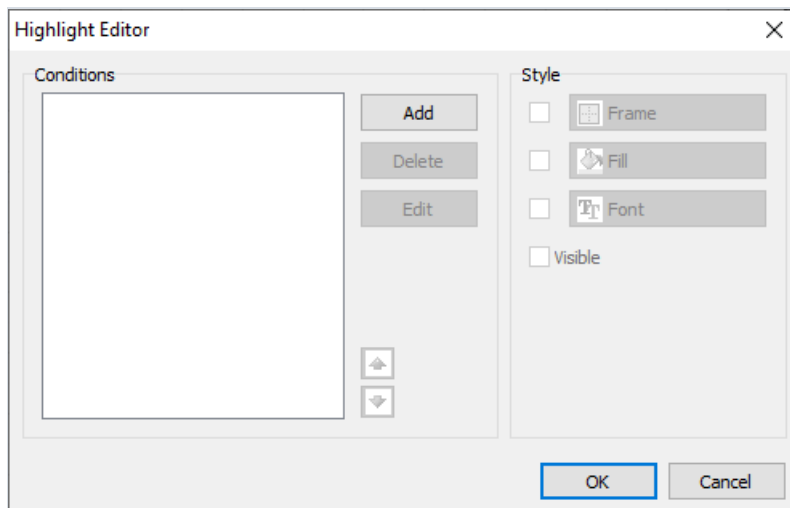 Highlight Editor
Conditions
Add
Delete
Edit
Style
Frame
Fill
Font
Visible
OK
Cancel